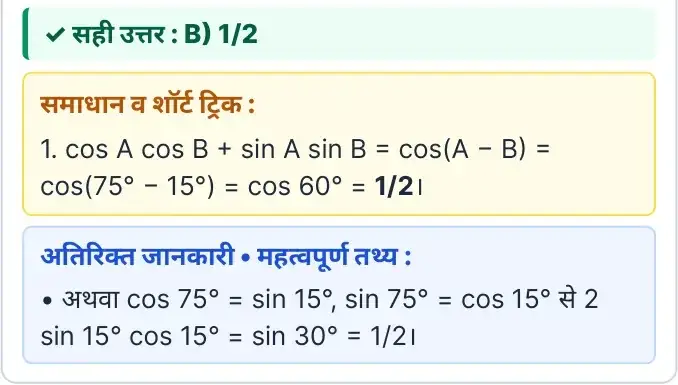 ✓ सही उत्तर : B) 1/2
समाधान व शॉर्ट ट्रिक :
1. cos A cos B + sin A sin B = cos(A − B) =
cos(75° − 15°) = cos 60° = 1/2।
अतिरिक्त जानकारी • महत्वपूर्ण तथ्य :
• अथवा cos 75° = sin 15°, sin 75° = cos 15° से 2
sin 15° cos 15° = sin 30° = 1/2।